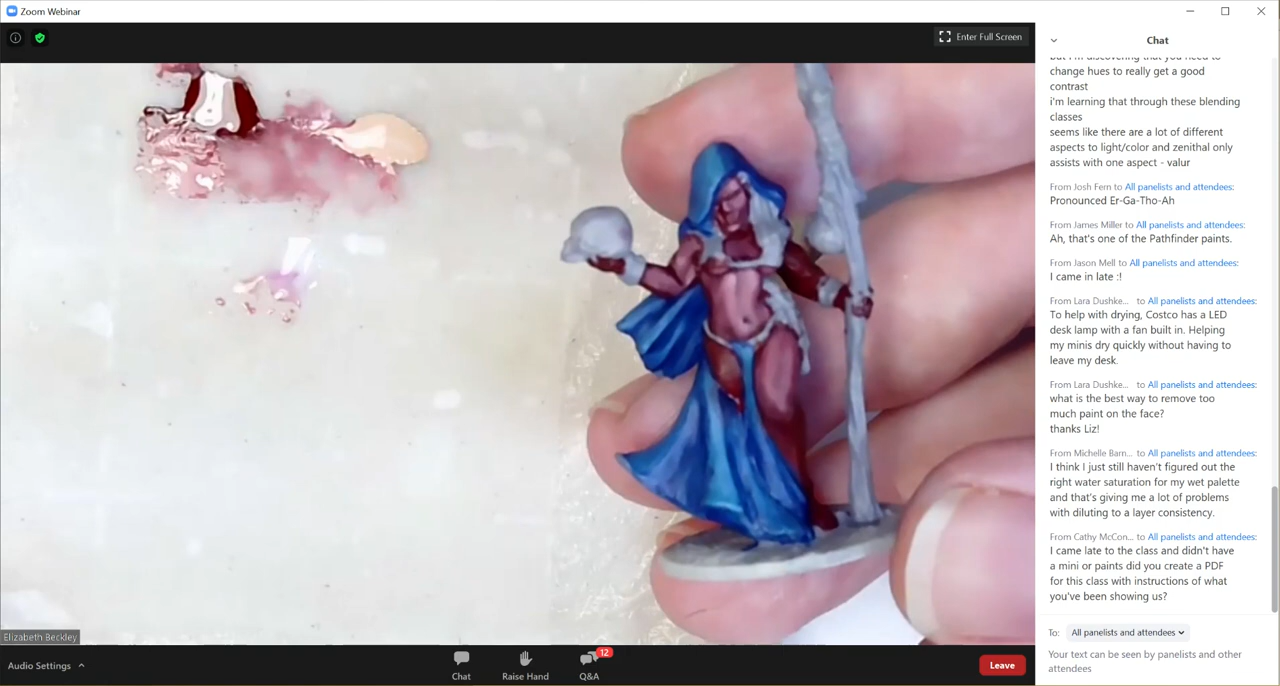 Zoom Webinar
Enter Full Screen
Chat
change hues to really get a good
contrast
i'm learning that through these blending
classes
seems like there are a lot of different
aspects to light/color and zenithal only
assists with one aspect - valur
From Josh Fern to All panelists and attendees:
Pronounced Er-Ga-Tho-Ah
From James Miller to All panelists and attendees:
Ah, that's one of the Pathfinder paints.
From Jason Mell to All panelists and attendees:
I came in late :!
From Lara Dushke... to All panelists and attendees:
To help with drying, Costco has a LED
desk lamp with a fan built in. Helping
my minis dry quickly without having to
leave my desk.
From Lara Dushke... to All panelists and attendees:
what is the best way to remove too
much paint on the face?
thanks Liz!
From Michelle Barn... to All panelists and attendees:
I think I just still haven't figured out the
right water saturation for my wet palette
and that's giving me a lot of problems
with diluting to a layer consistency.
From Cathy McCon... to All panelists and attendees:
I came late to the class and didn't have
a mini or paints did you create a PDF
for this class with instructions of what
you've been showing us?
To: All panelists and attendees
Your text can be seen by panelists and other
attendees
Elizabeth Beckley
Audio Settings
Chat
Raise Hand
12
Q&A
Leave